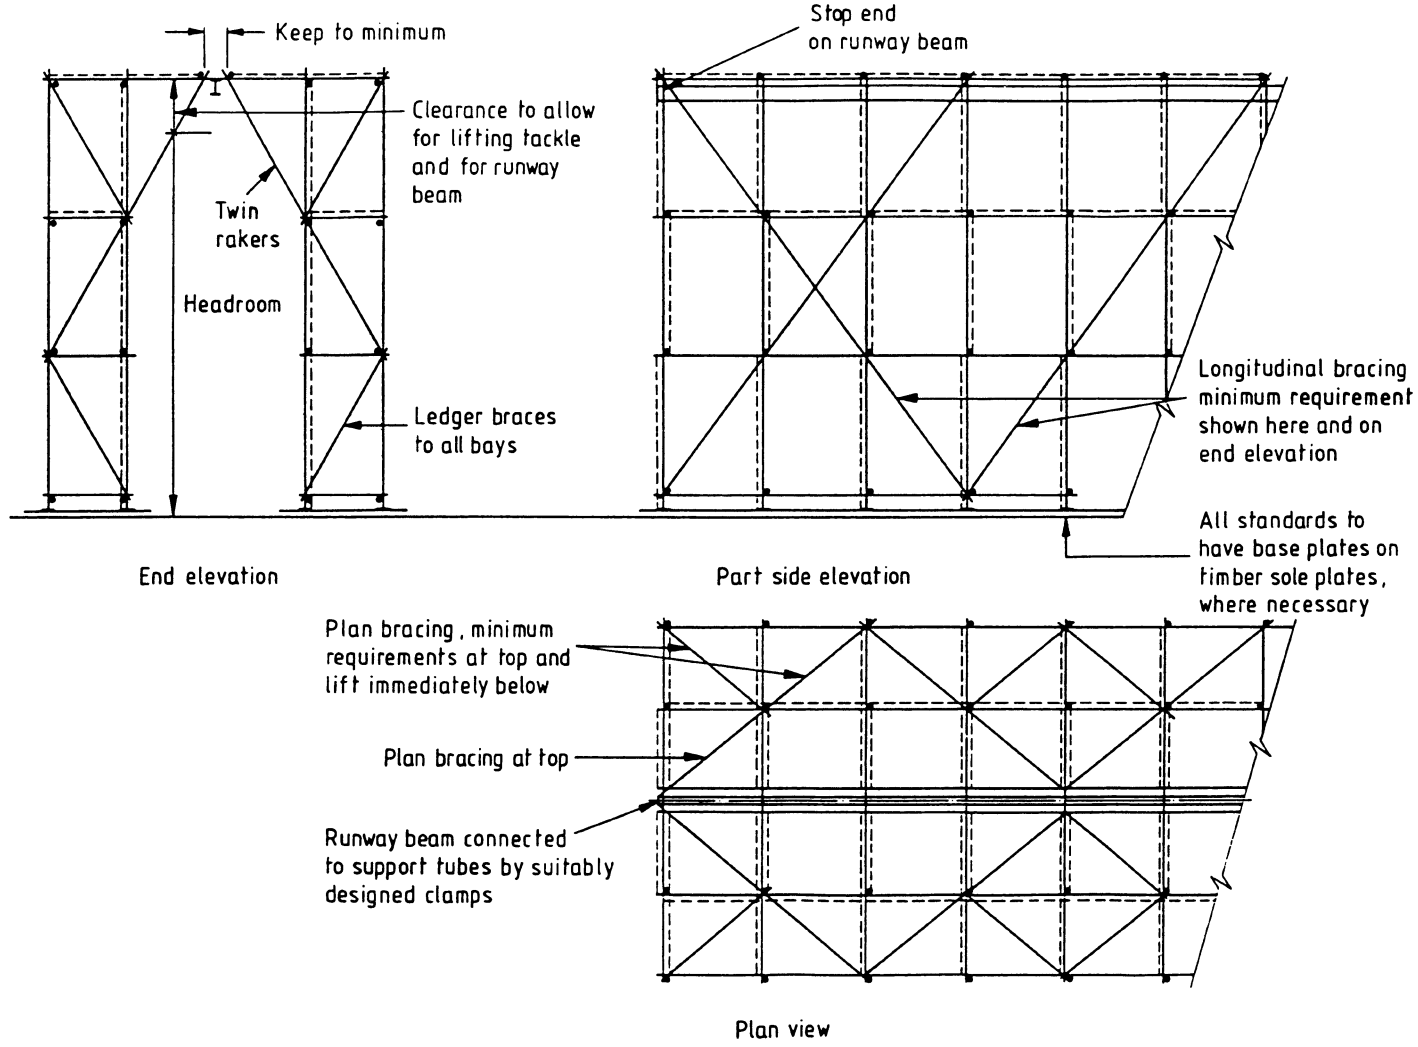 Keep to minimum
Stop end
on runway beam
Clearance to allow
for lifting tackle
and for runway
beam
Twin
rakers
Headroom
Ledger braces
to all bays
Longitudinal bracing
minimum requirement
shown here and on
end elevation
All standards to
have base plates on
timber sole plates,
where necessary
End elevation
Part side elevation
Plan bracing, minimum
requirements at top and
lift immediately below
Plan bracing at top
Runway beam connected
to support tubes by suitably
designed clamps
Plan view